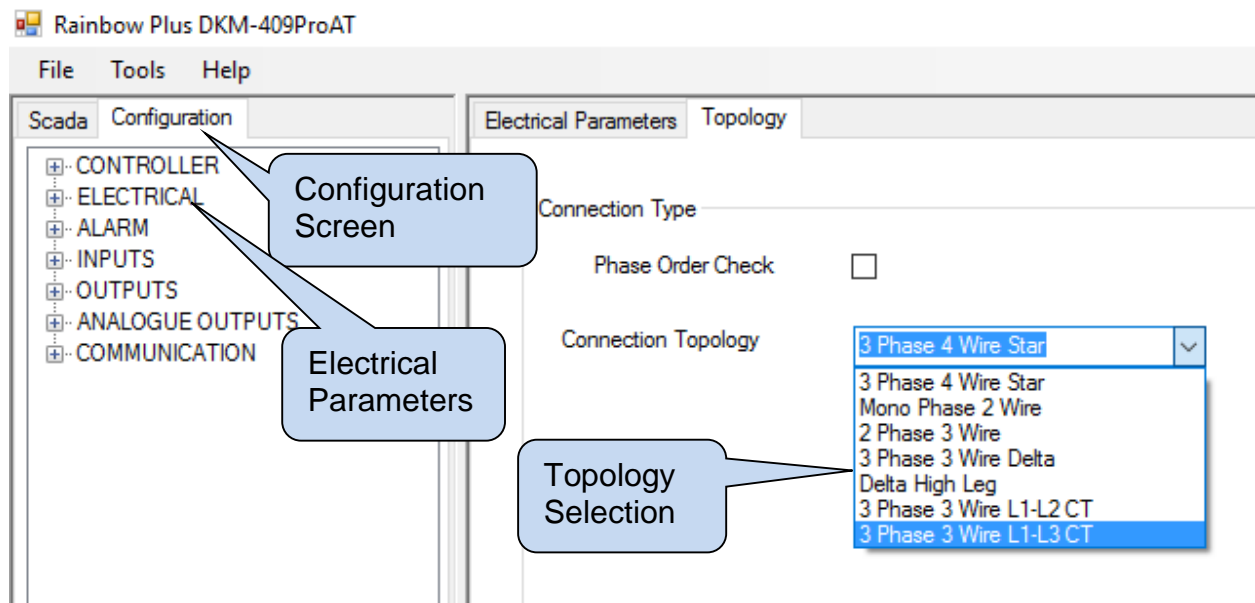 Rainbow Plus DKM-409ProAT
File Tools Help
Scada Configuration
CONTROLLER
ELECTRICAL
ALARM
INPUTS
OUTPUTS
ANALOGUE OUTPUTS
COMMUNICATION
Configuration
Screen
Electrical
Parameters
Electrical Parameters Topology
Connection Type
Phase Order Check
Connection Topology
3 Phase 4 Wire Star
3 Phase 4 Wire Star
Mono Phase 2 Wire
2 Phase 3 Wire
3 Phase 3 Wire Delta
Delta High Leg
3 Phase 3 Wire L1-L2 CT
3 Phase 3 Wire L1-L3 CT
Topology
Selection